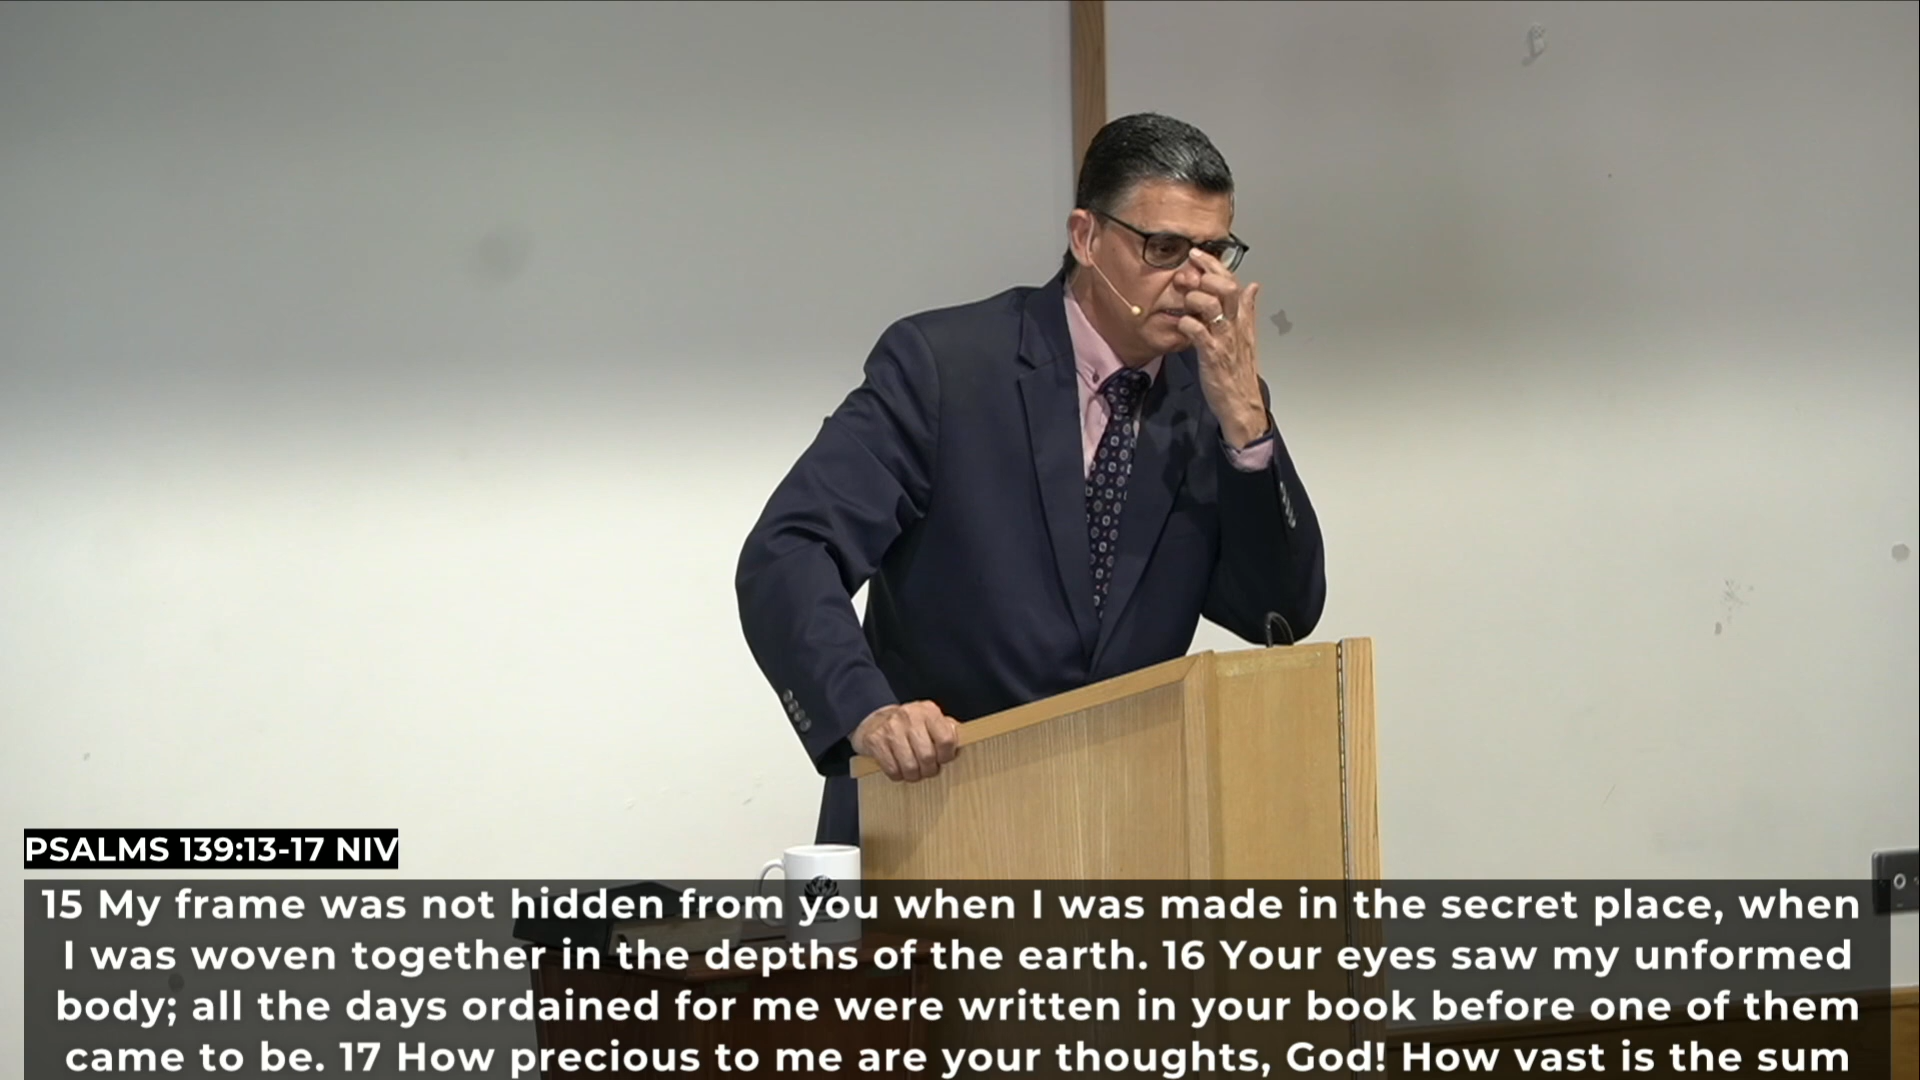 PSALMS 139:13-17 NIV
15 My frame was not hidden from you when I was made in the secret place, when
I was woven together in the depths of the earth. 16 Your eyes saw my unformed
body; all the days ordained for me were written in your book before one of them
came to be. 17 How precious to me are your thoughts, God! How vast is the sum